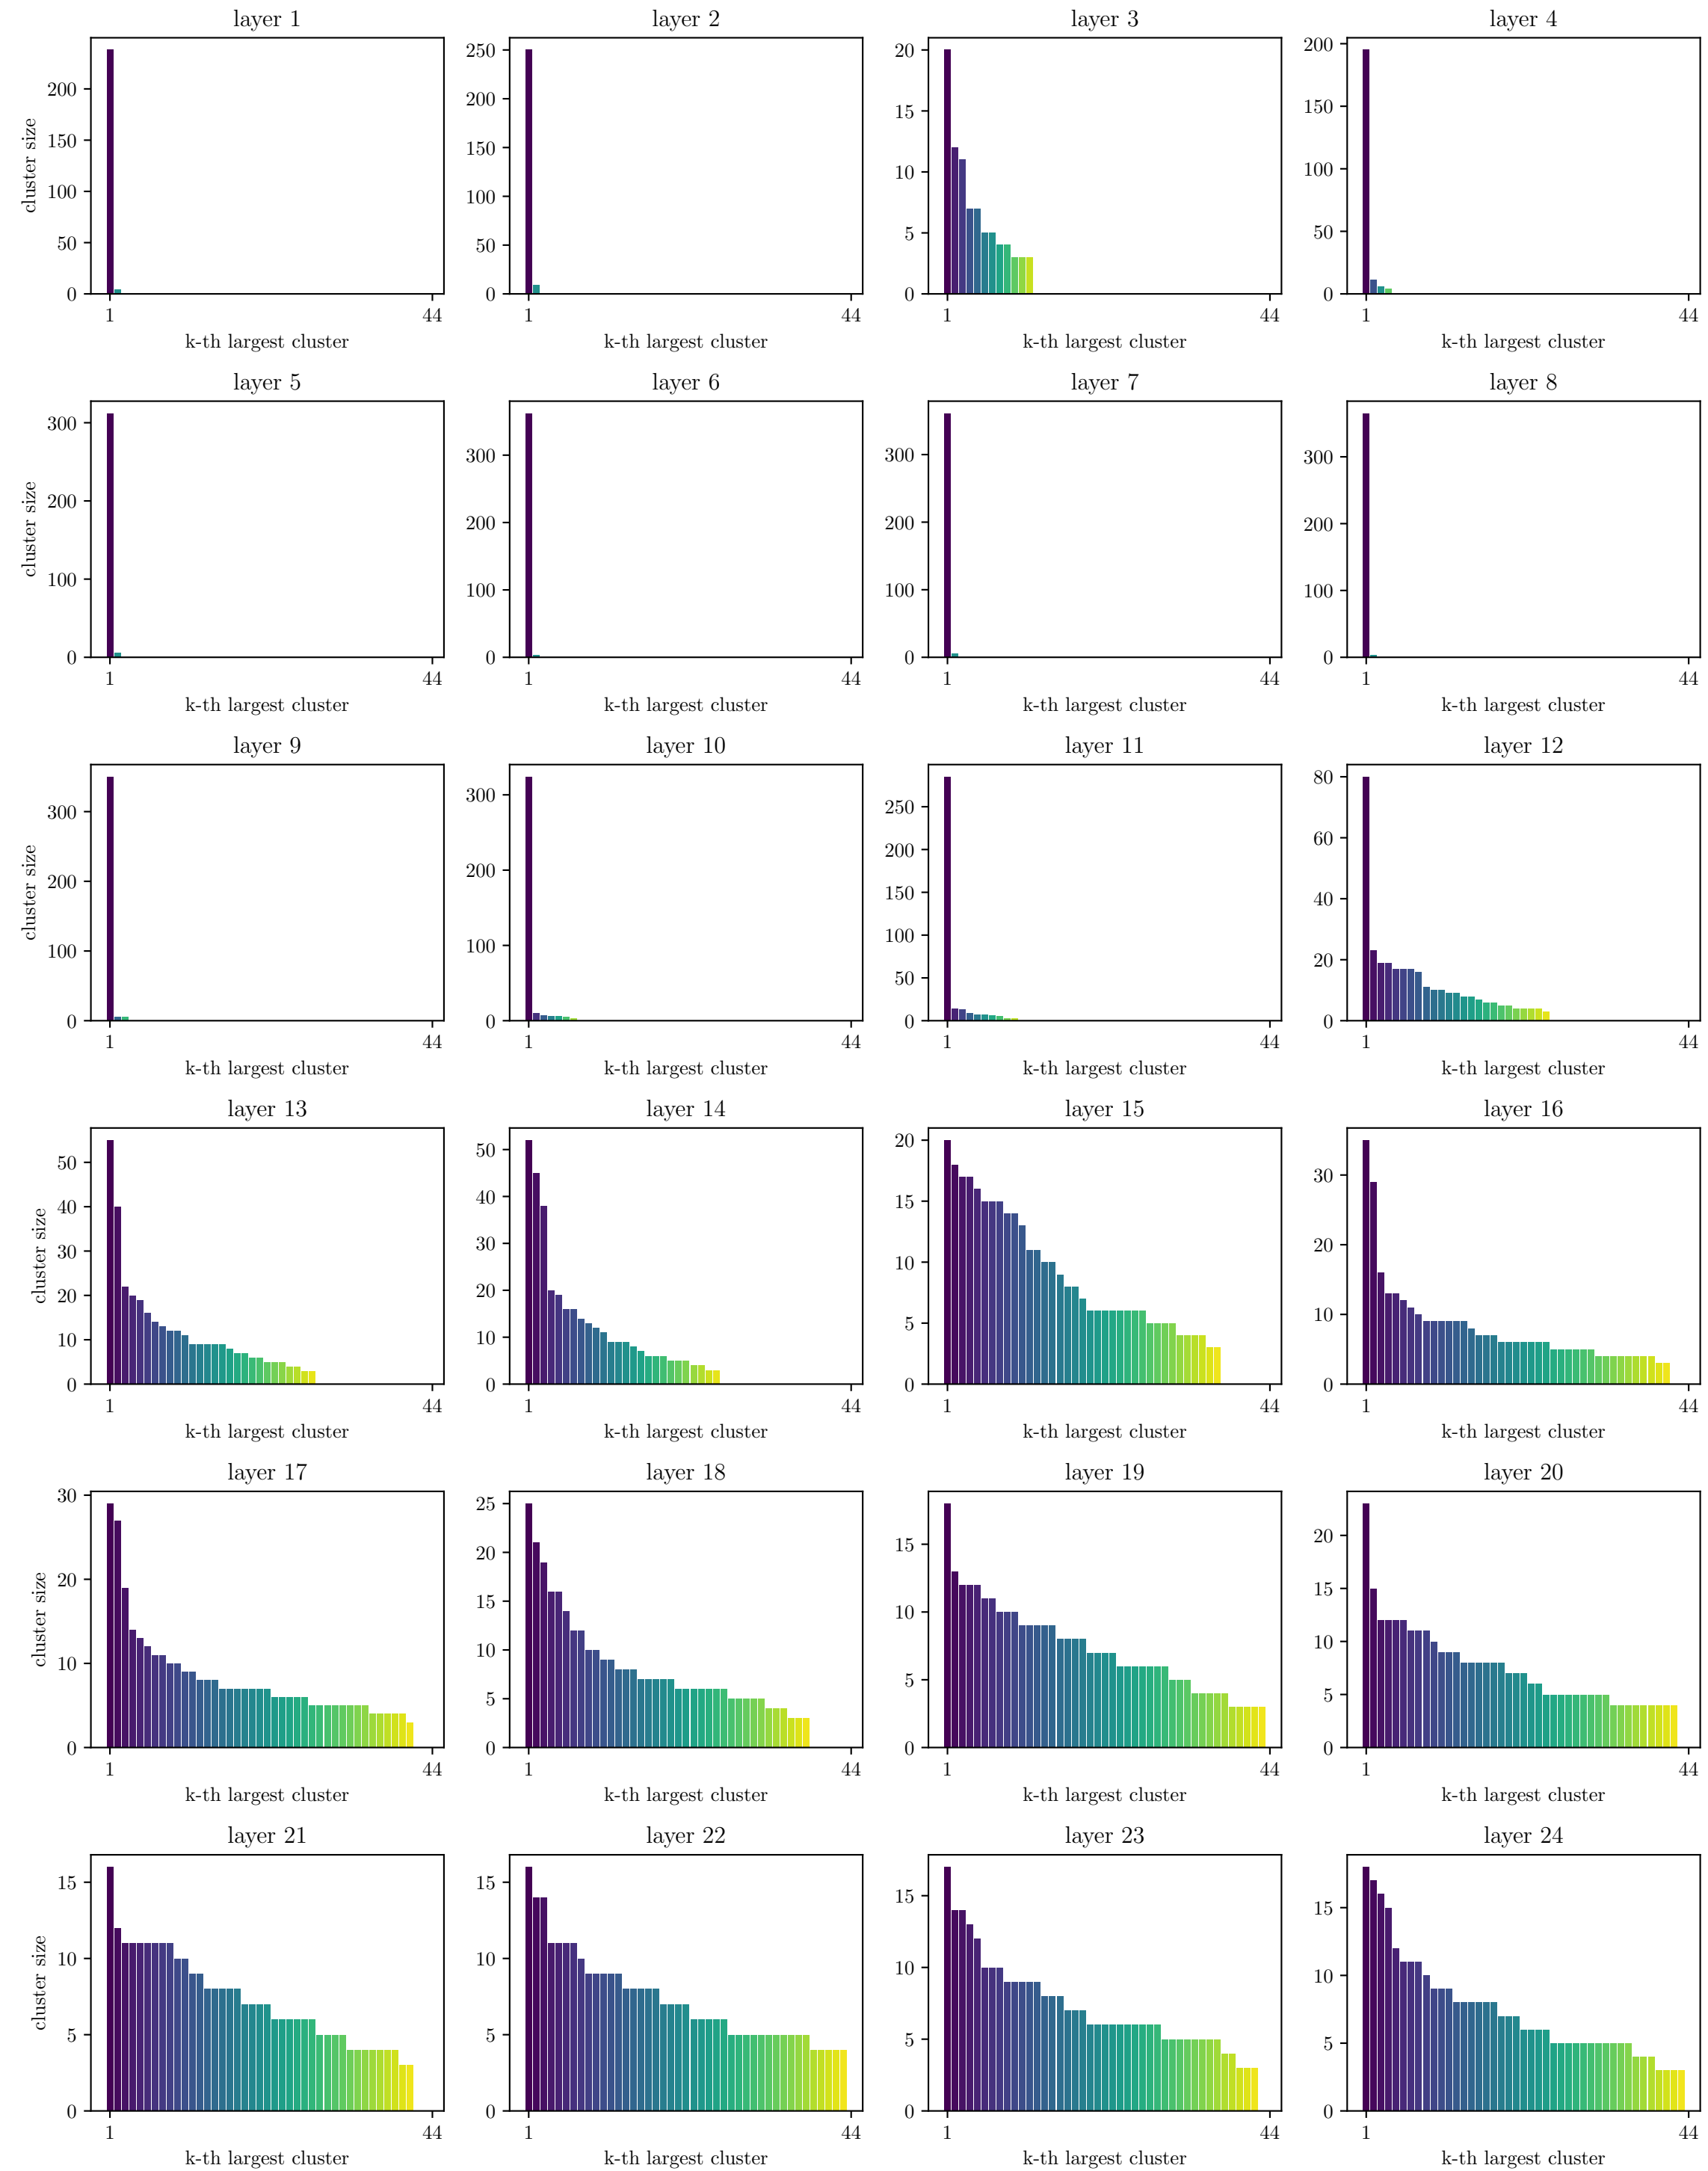 layer 1
cluster size
200
150
100
50
0
1
44
k-th largest cluster
layer 2
250
200
150
100
50
0
1
44
k-th largest cluster
layer 3
20
15
10
5
0
1
44
k-th largest cluster
layer 4
200
150
100
50
0
1
44
k-th largest cluster
layer 5
cluster size
300
200
100
0
1
44
k-th largest cluster
layer 6
300
200
100
0
1
44
k-th largest cluster
layer 7
300
200
100
0
1
44
k-th largest cluster
layer 8
300
200
100
0
1
44
k-th largest cluster
layer 9
cluster size
300
200
100
0
1
44
k-th largest cluster
layer 10
300
200
100
0
1
44
k-th largest cluster
layer 11
250
200
150
100
50
0
1
44
k-th largest cluster
layer 12
80
60
40
20
0
1
44
k-th largest cluster
layer 13
cluster size
50
40
30
20
10
0
1
44
k-th largest cluster
layer 14
50
40
30
20
10
0
1
44
k-th largest cluster
layer 15
20
15
10
5
0
1
44
k-th largest cluster
layer 16
30
20
10
0
1
44
k-th largest cluster
layer 17
cluster size
30
20
10
0
1
44
k-th largest cluster
layer 18
25
20
15
10
5
0
1
44
k-th largest cluster
layer 19
15
10
5
0
1
44
k-th largest cluster
layer 20
20
15
10
5
0
1
44
k-th largest cluster
layer 21
cluster size
15
10
5
0
1
44
k-th largest cluster
layer 22
15
10
5
0
1
44
k-th largest cluster
layer 23
15
10
5
0
1
44
k-th largest cluster
layer 24
15
10
5
0
1
44
k-th largest cluster